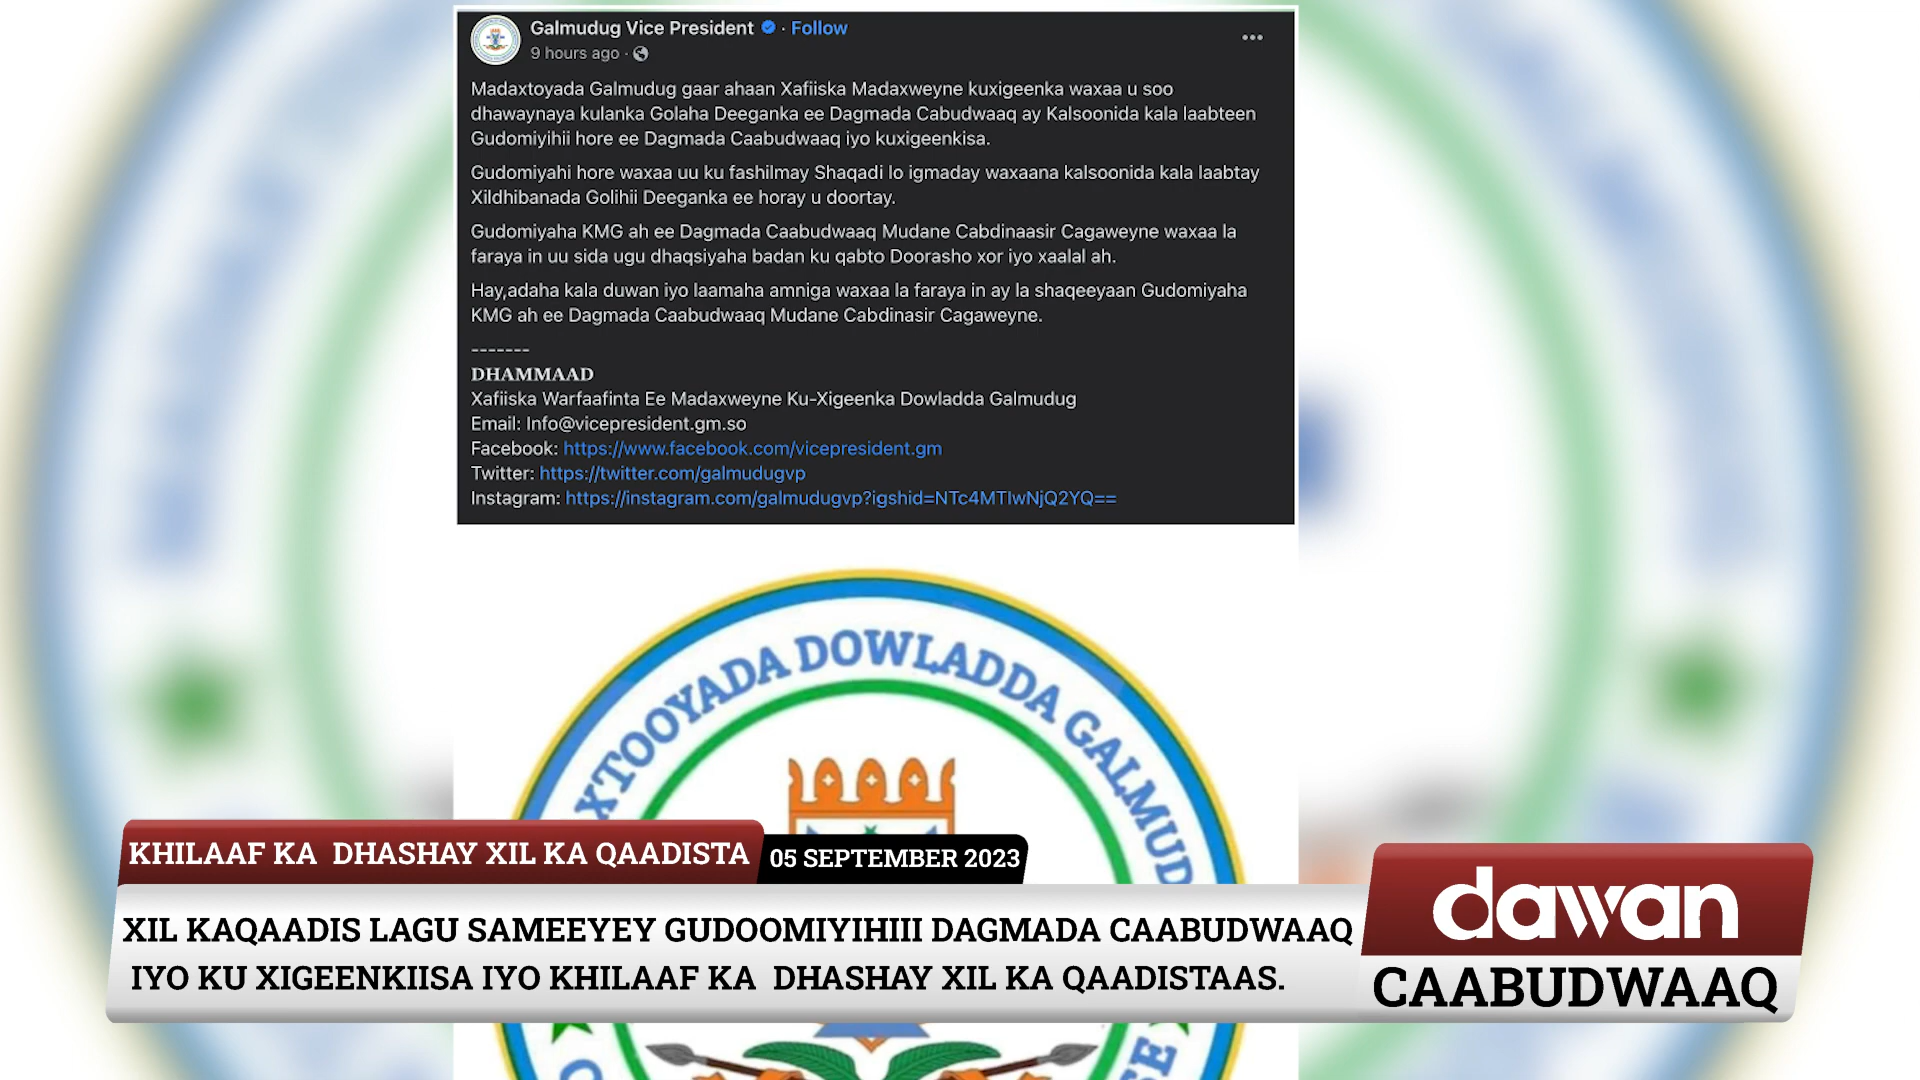 Galmudug Vice President · Follow
9 hours ago ·
Madaxtoyada Galmudug gaar ahaan Xafiiska Madaxweyne kuxigeenka waxaa u soo
dhawaynaya kulanka Golaha Deeganka ee Dagmada Cabudwaaq ay Kalsoonida kala laabteen
Gudomiyihii hore ee Dagmada Caabudwaaq iyo kuxigeenkisa.
Gudomiyahi hore waxaa uu ku fashilmay Shaqadi lo igmaday waxaana kalsoonida kala laabtay
Xildhibanada Golihii Deeganka ee horay u doortay.
Gudomiyaha KMG ah ee Dagmada Caabudwaaq Mudane Cabdinaasir Cagaweyne waxaa la
faraya in uu sida ugu dhaqsiyaha badan ku qabto Doorasho xor iyo xaalal ah.
Hay,adaha kala duwan iyo laamaha amniga waxaa la faraya in ay la shaqeeyaan Gudomiyaha
KMG ah ee Dagmada Caabudwaaq Mudane Cabdinasir Cagaweyne.
-------
DHAMMAAD
Xafiiska Warfaafinta Ee Madaxweyne Ku-Xigeenka Dowladda Galmudug
Email: Info@vicepresident.gm.so
Facebook: https://www.facebook.com/vicepresident.gm
Twitter: https://twitter.com/galmudugvp
Instagram: https://instagram.com/galmudugvp?igshid=NTc4MTIwNjQ2YQ==
XTOOYADA DOWLADDA GALMUD
KHILAAF KA DHASHAY XIL KA QAADISTA
05 SEPTEMBER 2023
XIL KAQAADIS LAGU SAMEEYEY GUDOOMIYIHIII DAGMADA CAABUDWAAQ
IYO KU XIGEENKIISA IYO KHILAAF KA DHASHAY XIL KA QAADISTAAS.
dawan
CAABUDWAAQ